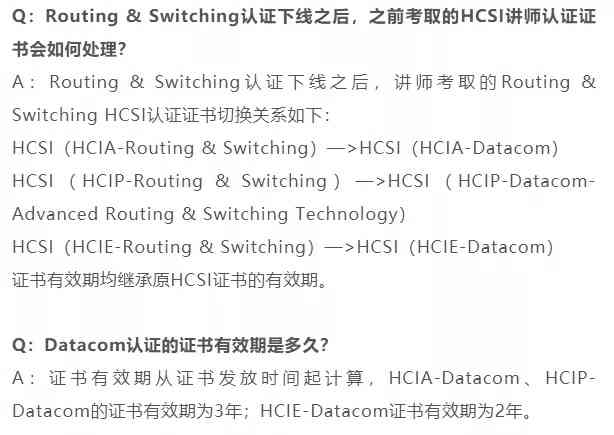 Q：Routing & Switching认证下线之后，之前考取的HCSI讲师认证证
书会如何处理？
A：Routing & Switching认证下线之后，讲师考取的Routing &
Switching HCSI认证证书切换关系如下：
HCSI（HCIA-Routing & Switching）—>HCSI（HCIA-Datacom）
HCSI（HCIP-Routing & Switching）—>HCSI（HCIP-Datacom-
Advanced Routing & Switching Technology）
HCSI（HCIE-Routing & Switching）—>HCSI（HCIE-Datacom）
证书有效期均继承原HCSI证书的有效期。
Q：Datacom认证的证书有效期是多久？
A：证书有效期从证书发放时间起计算，HCIA-Datacom、HCIP-
Datacom的证书有效期为3年；HCIE-Datacom证书有效期为2年。